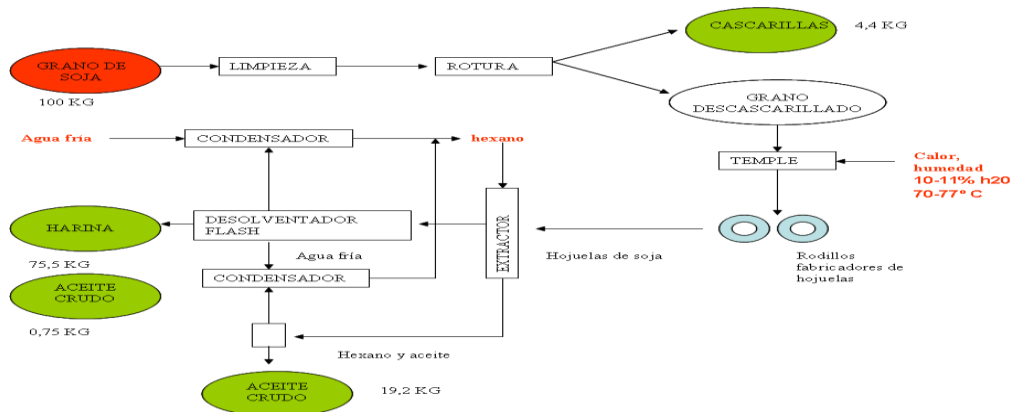 CASCARILLAS
4,4 KG
GRANO DE
SOJA
LIMPIEZA
ROTURA
100 KG
GRANO
DESCASCARILLADO
Agua fría
CONDENSADOR
hexano
TEMPLE
Calor,
humedad
10-11% h20
70-77º C
EXTRACTOR
HARINA
DESOLVENTADOR
FLASH
75,5 KG
Agua fría
Hojuelas de soja
Rodillos
fabricadores de
hojuelas
CONDENSADOR
ACEITE
CRUDO
0,75 KG
Hexano y aceite
ACEITE
CRUDO
19,2 KG